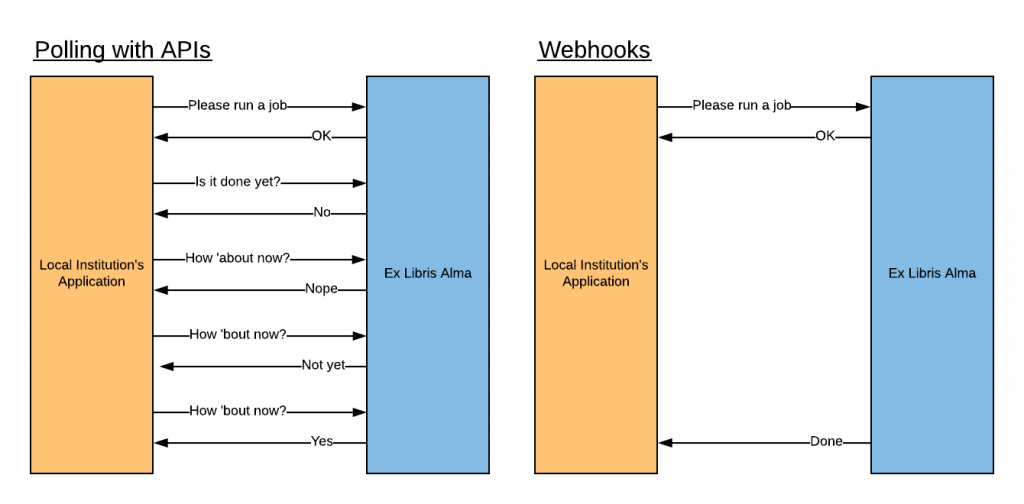 Polling with APIs
Please run a job
OK
Is it done yet?
No
How 'about now?
Nope
How 'bout now?
Not yet
How 'bout now?
Yes
Local Institution's
Application
Ex Libris Alma
Webhooks
Please run a job
OK
Done
Local Institution's
Application
Ex Libris Alma